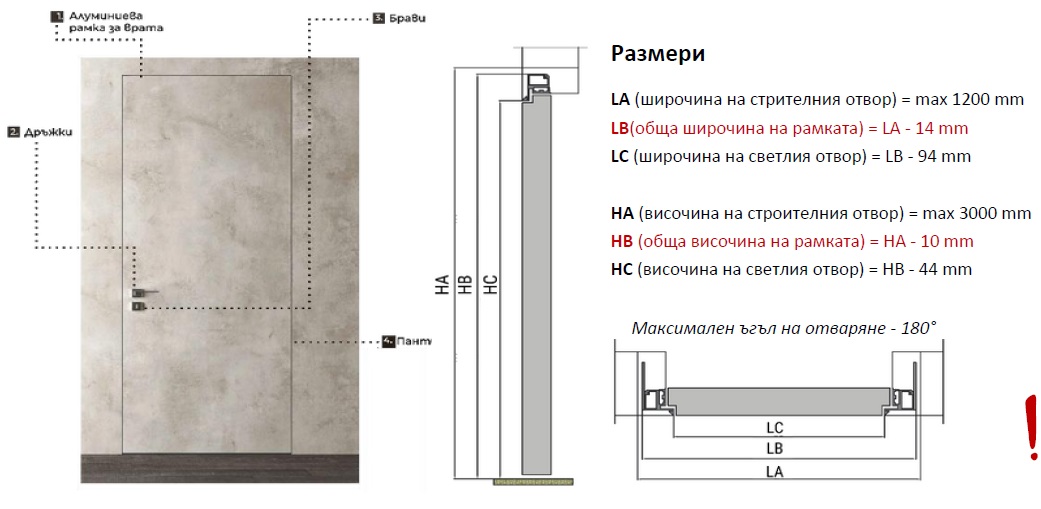 1. Алуминиева
рамка за врата
3. Брави
2. Дръжки
4. Пант
HA
HB
HC
Размери
LA (широчина на стрителния отвор) = max 1200 mm
LB(обща широчина на рамката) = LA - 14 mm
LC (широчина на светлия отвор) = LB - 94 mm
HA (височина на строителния отвор) = max 3000 mm
HB (обща височина на рамката) = HA - 10 mm
HC (височина на светлия отвор) = HB - 44 mm
Максимален ъгъл на отваряне - 180°
LC
LB
LA
!